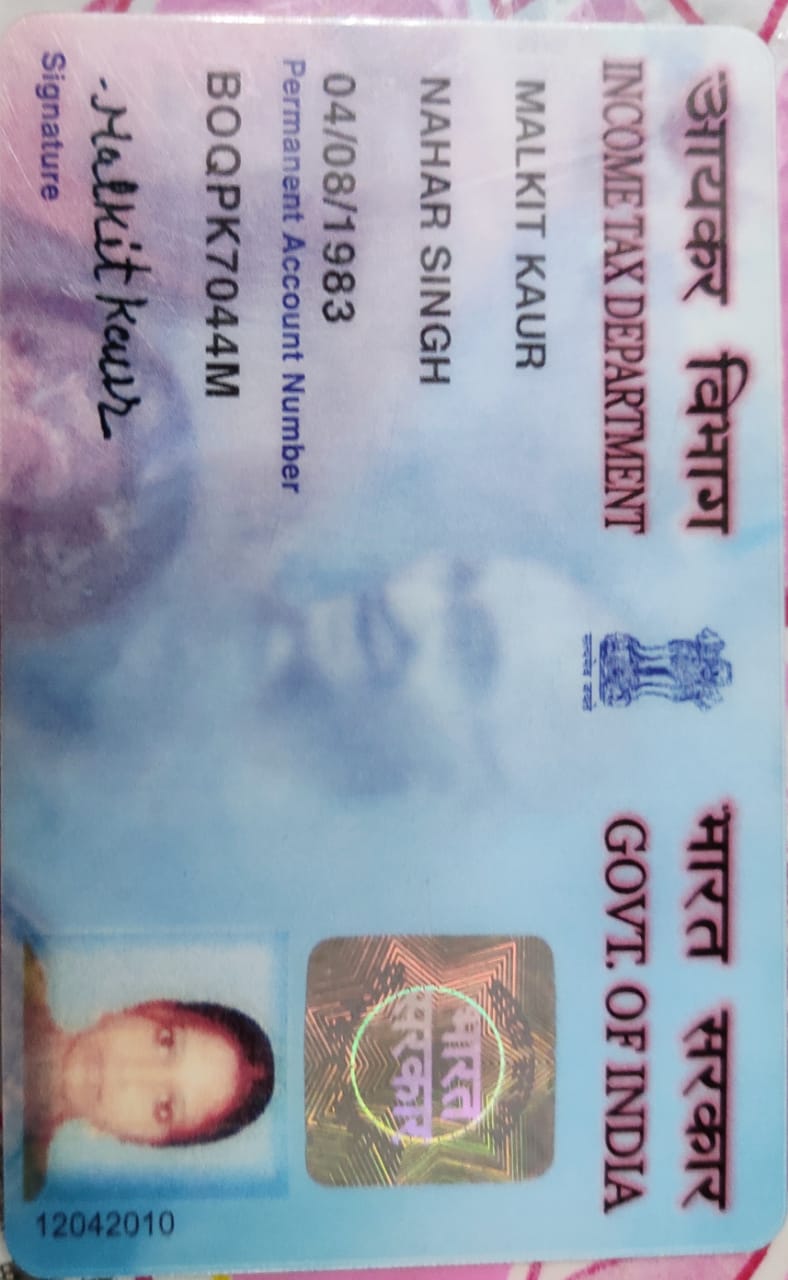 आयकर विभाग
INCOME TAX DEPARTMENT
सत्यमेव जयते
भारत सरकार
GOVT. OF INDIA
MALKIT KAUR
NAHAR SINGH
04/08/1983
Permanent Account Number
BOQPK7044M
Malkit Kaur
Signature
भारत
सरकार
12042010